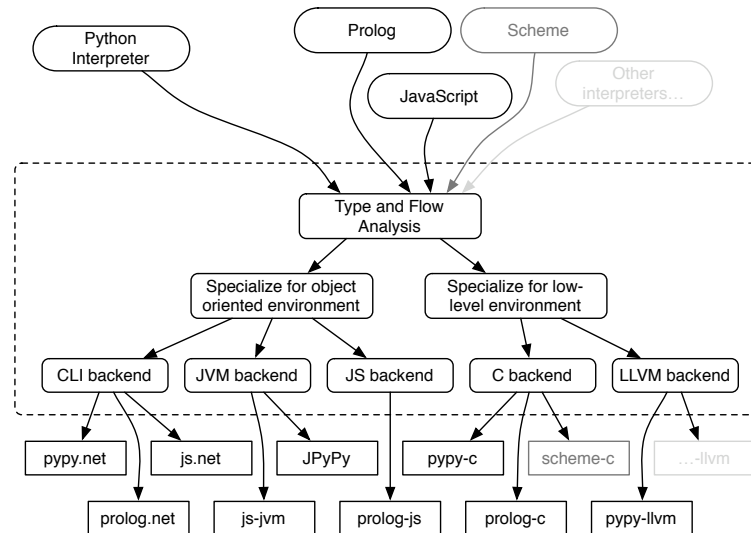 Python
Interpreter
Prolog
Scheme
Other
interpreters…
JavaScript
Type and Flow
Analysis
Specialize for object
oriented environment
Specialize for low-
level environment
CLI backend
JVM backend
JS backend
C backend
LLVM backend
pypy.net
js.net
JPyPy
pypy-c
scheme-c
…-llvm
prolog.net
js-jvm
prolog-js
prolog-c
pypy-llvm